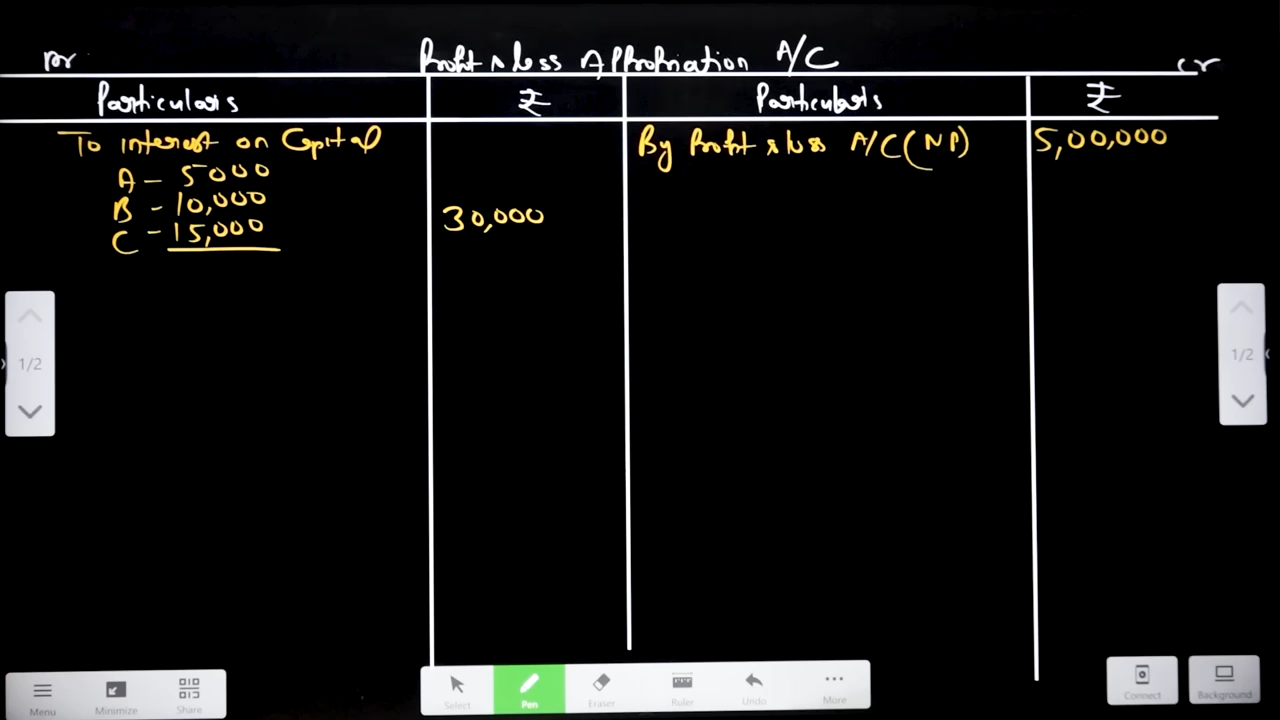 Dr Profit & Loss Appropriation A/C Cr
Particulars ₹ Particulars ₹
To interest on Capital By Profit & loss A/C (NP) 5,00,000
A - 5000
B - 10,000
C - 15,000 30,000
1/2 1/2
Menu Minimize Share Select Pen Eraser Ruler Undo More Connect Background